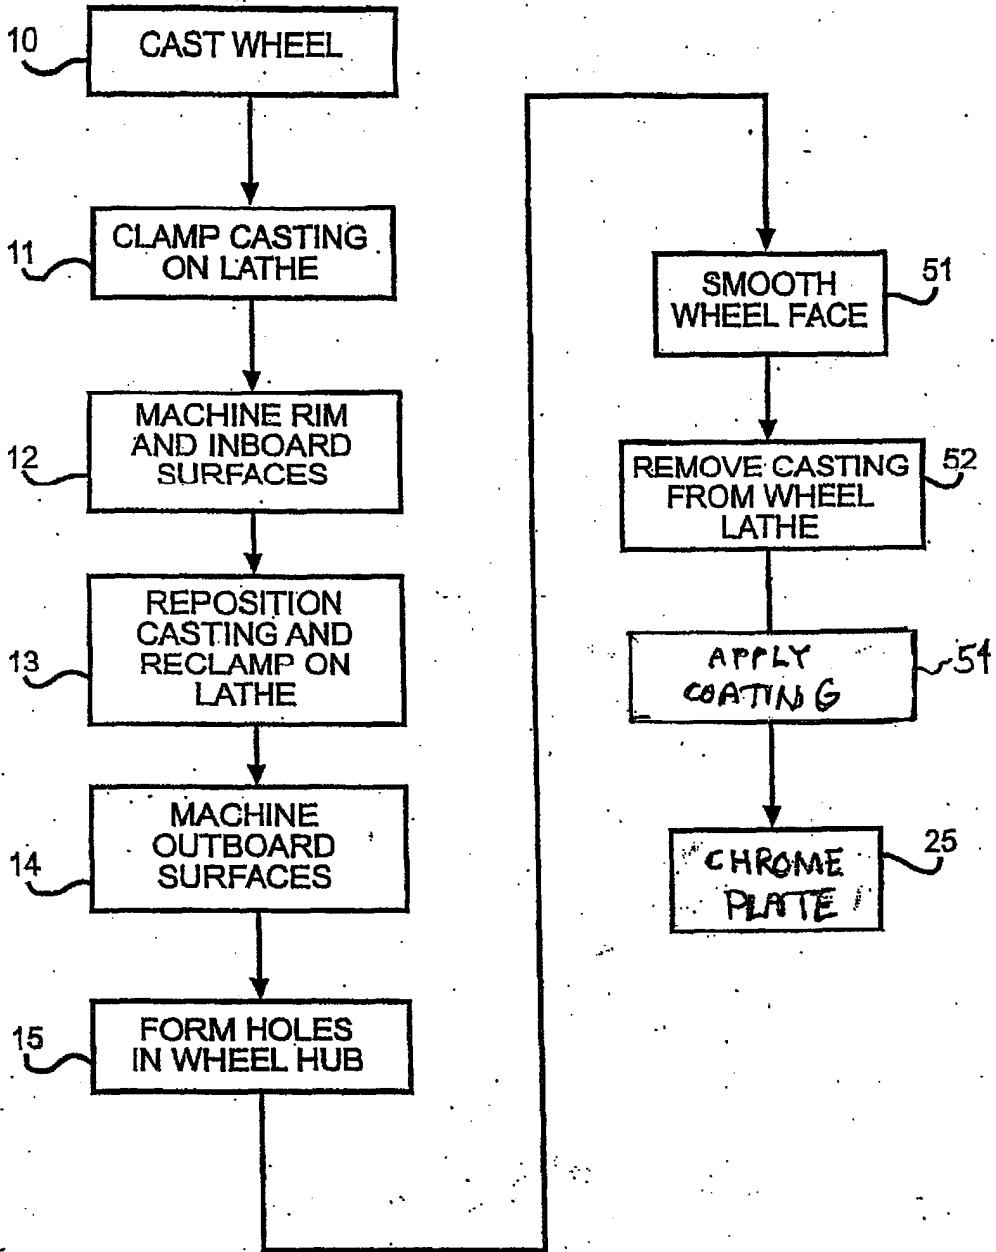 10
CAST WHEEL
11
CLAMP CASTING
ON LATHE
12
MACHINE RIM
AND INBOARD
SURFACES
13
REPOSITION
CASTING AND
RECLAMP ON
LATHE
14
MACHINE
OUTBOARD
SURFACES
15
FORM HOLES
IN WHEEL HUB
51
SMOOTH
WHEEL FACE
52
REMOVE CASTING
FROM WHEEL
LATHE
54
APPLY
COATING
25
CHROME
PLATE